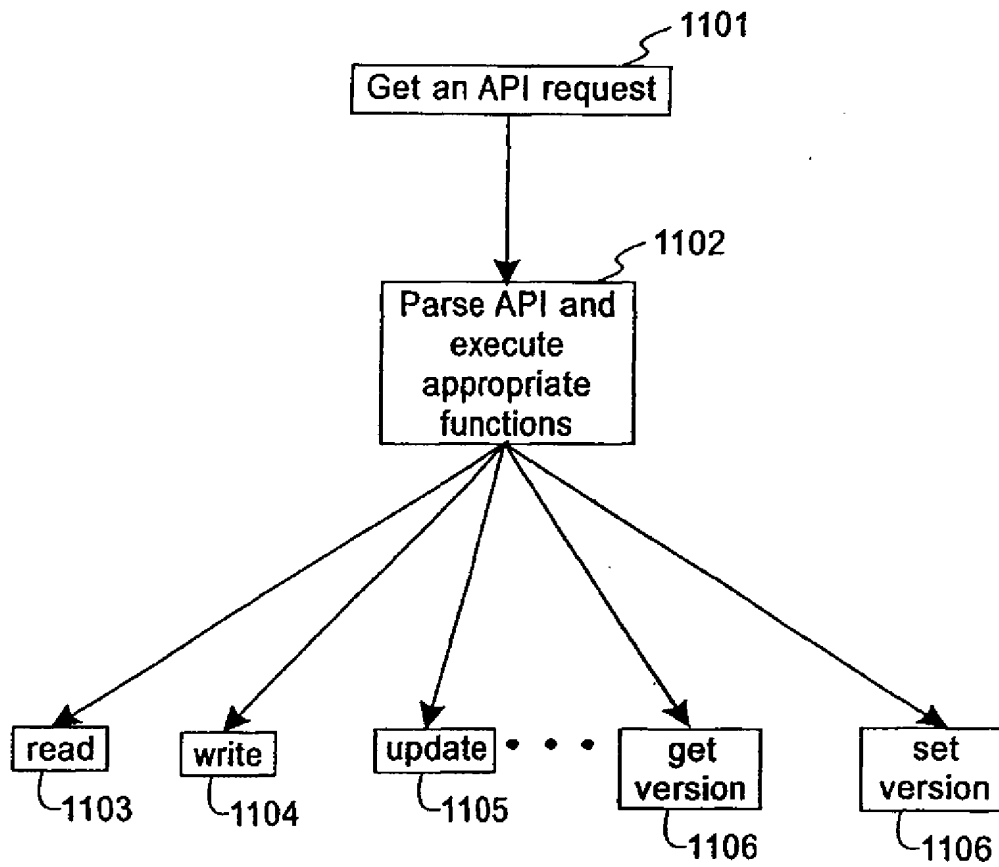 1101
Get an API request
1102
Parse API and
execute
appropriate
functions
read
write
update
get
version
set
version
1103
1104
1105
1106
1106